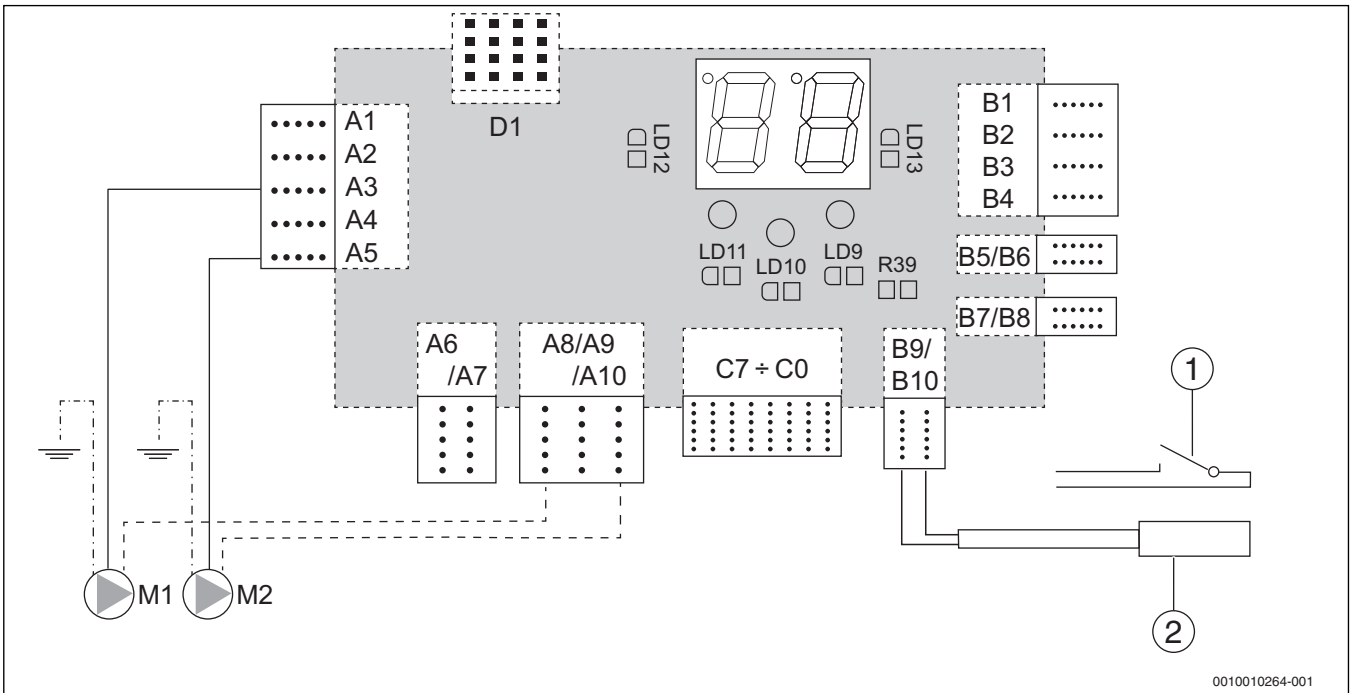 D1
A1
A2
A3
A4
A5
LD12
LD13
LD11
LD10
LD9
R39
B1
B2
B3
B4
B5/B6
B7/B8
A6
/A7
A8/A9
/A10
C7 ÷ C0
B9/
B10
1
M1
M2
2
0010010264-001